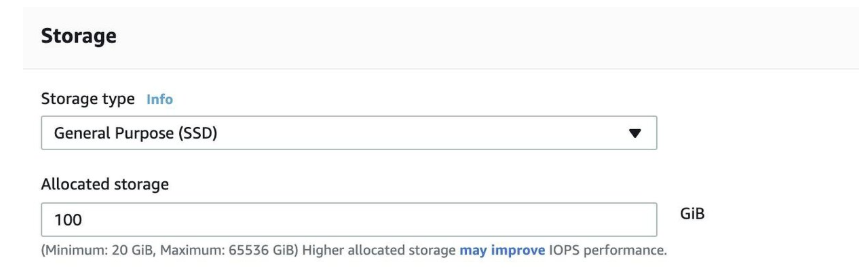 Storage
Storage type Info
General Purpose (SSD)
Allocated storage
100
GiB
(Minimum: 20 GiB, Maximum: 65536 GiB) Higher allocated storage may improve IOPS performance.